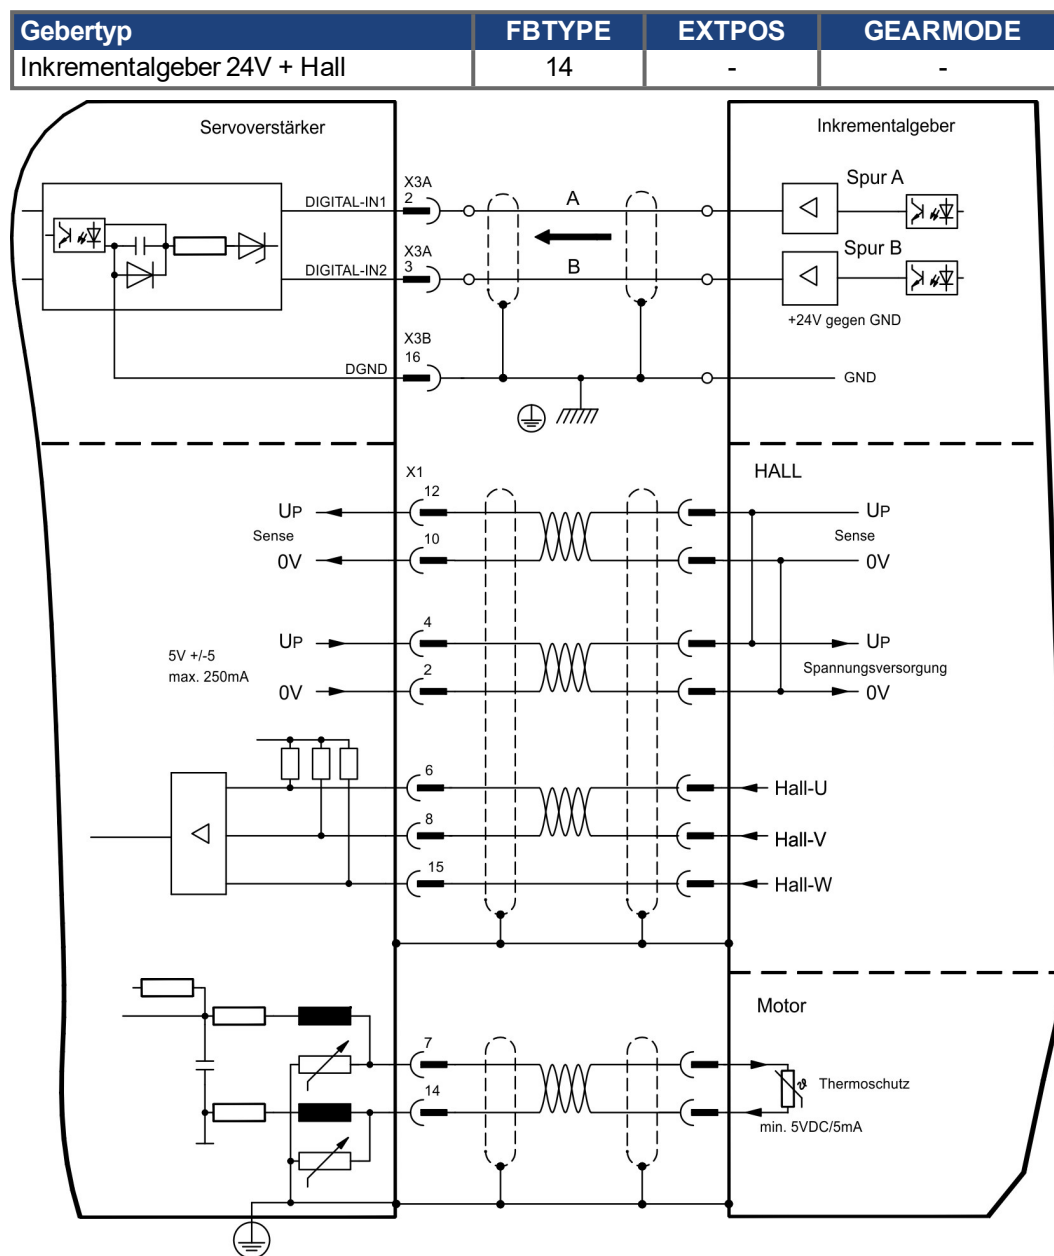 Gebertyp FBTYPE EXTPOS GEARMODE
Inkrementalgeber 24V + Hall 14 - -
Servoverstärker Inkrementalgeber
X3A Spur A
DIGITAL-IN1 2 A
X3A Spur B
DIGITAL-IN2 3 B
+24V gegen GND
X3B
16
DGND GND
X1 HALL
12
UP UP
Sense Sense
10
0V 0V
4
UP UP
5V +/-5 Spannungsversorgung
max. 250mA 2
0V 0V
6
Hall-U
8
Hall-V
15
Hall-W
Motor
7
ϑ Thermoschutz
14
min. 5VDC/5mA